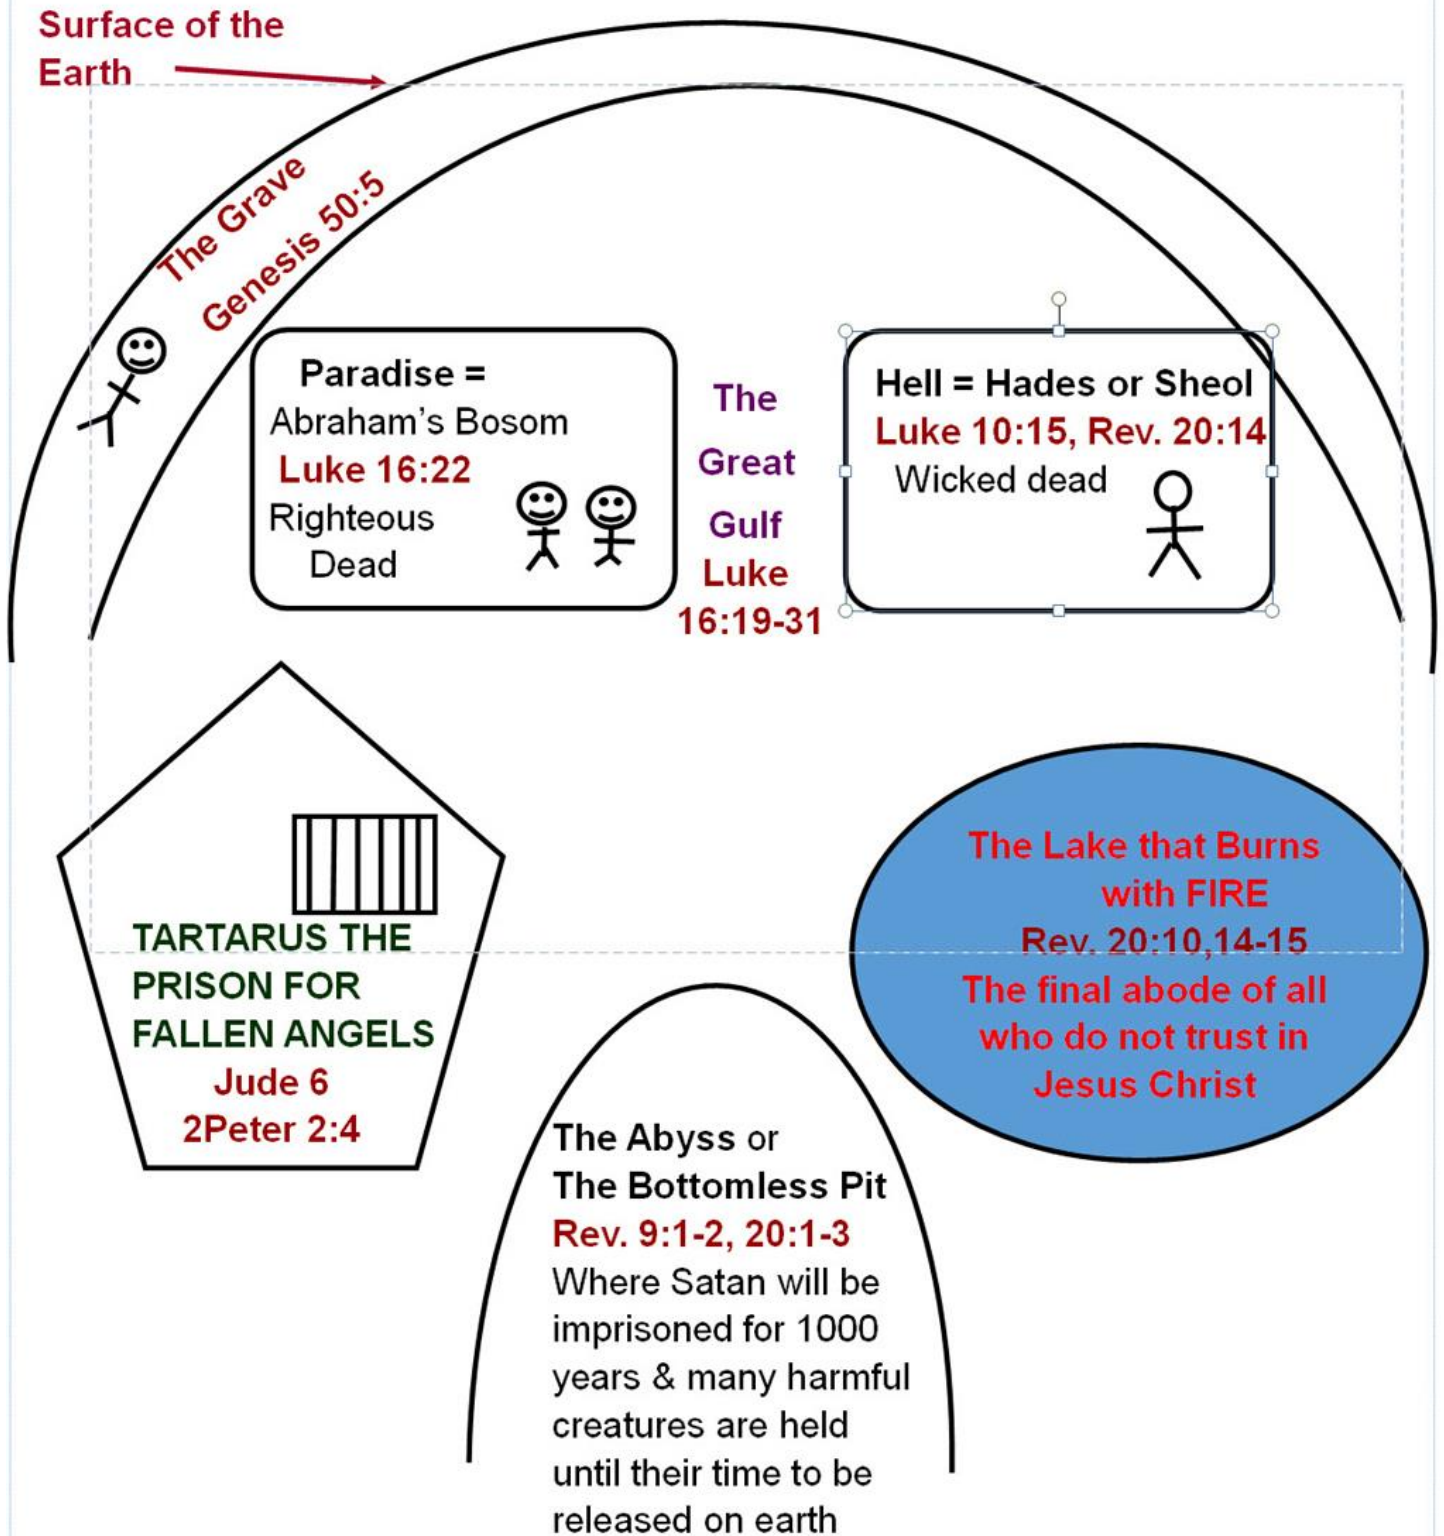 Surface of the
Earth
The Grave
Genesis 50:5
Paradise =
Abraham’s Bosom
Luke 16:22
Righteous
Dead
The
Great
Gulf
Luke
16:19-31
Hell = Hades or Sheol
Luke 10:15, Rev. 20:14
Wicked dead
TARTARUS THE
PRISON FOR
FALLEN ANGELS
Jude 6
2Peter 2:4
The Lake that Burns
with FIRE
Rev. 20:10,14-15
The final abode of all
who do not trust in
Jesus Christ
The Abyss or
The Bottomless Pit
Rev. 9:1-2, 20:1-3
Where Satan will be
imprisoned for 1000
years & many harmful
creatures are held
until their time to be
released on earth